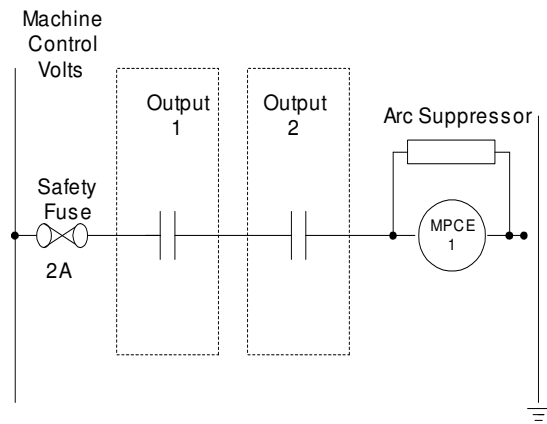 Machine
Control
Volts
Output
1
Output
2
Arc Suppressor
Safety
Fuse
2A
MPCE
1